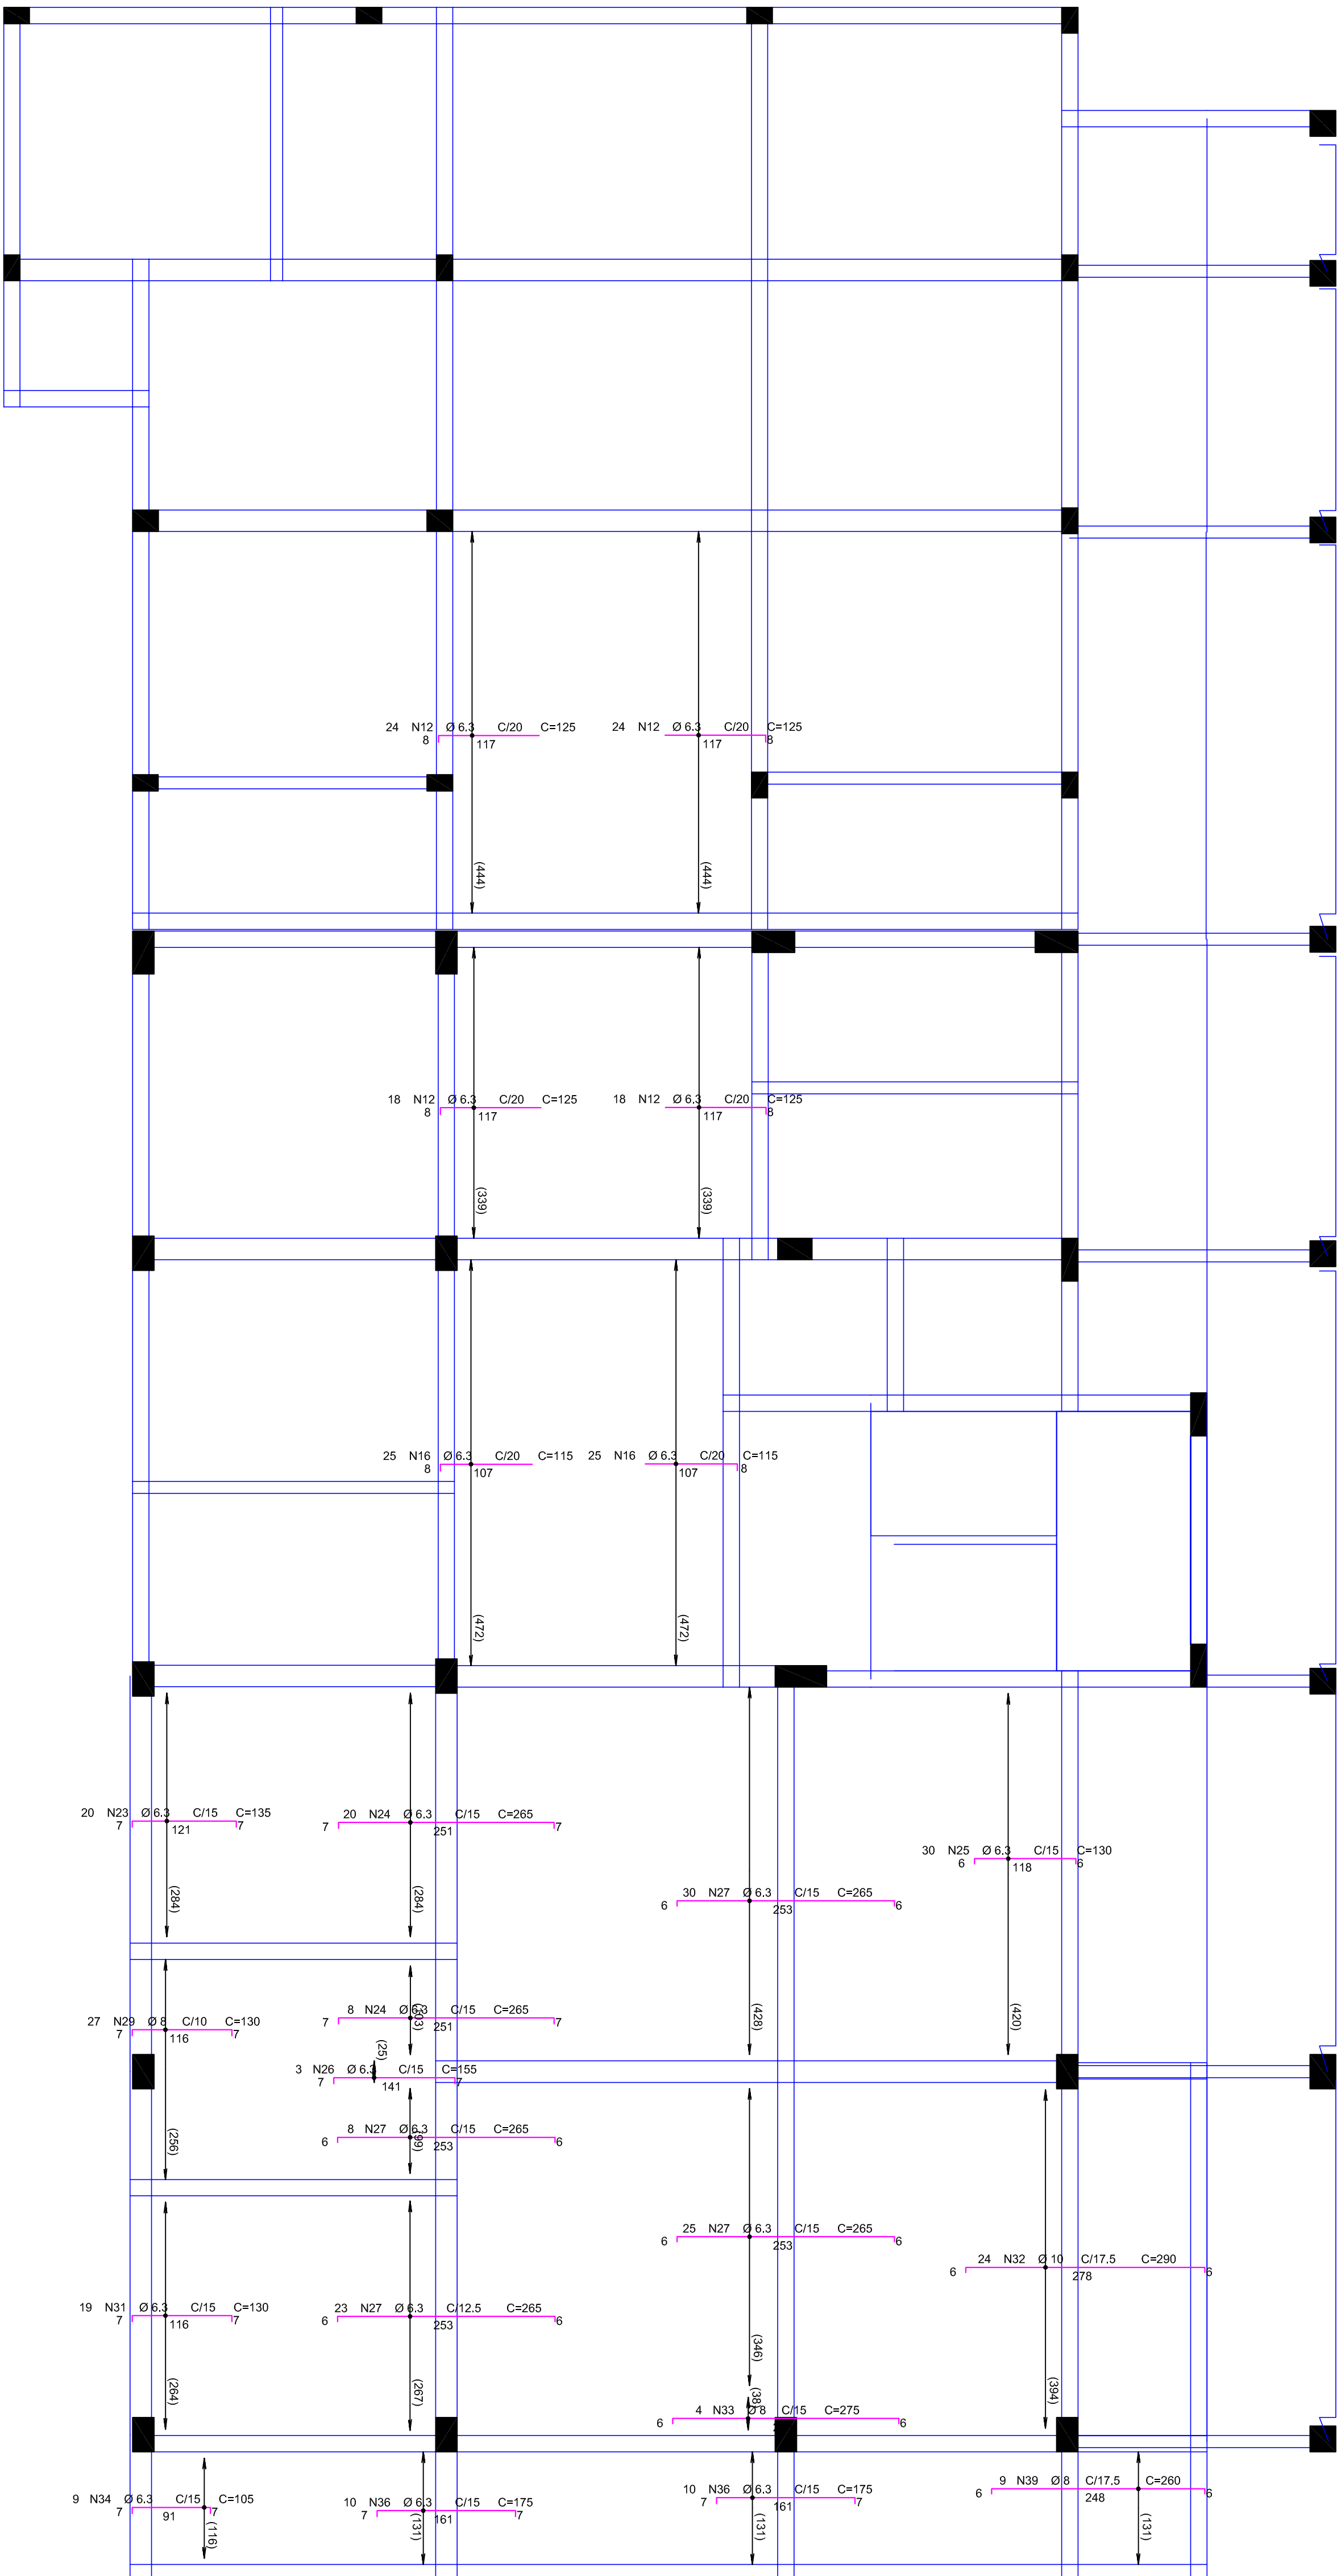 24 N12 Ø 6.3 C/20 C=125
8 117
24 N12 Ø 6.3 C/20 C=125
117 8
(444)
(444)
18 N12 Ø 6.3 C/20 C=125
8 117
18 N12 Ø 6.3 C/20 C=125
117 8
(339)
(339)
25 N16 Ø 6.3 C/20 C=115
8 107
25 N16 Ø 6.3 C/20 C=115
107 8
(472)
(472)
20 N23 Ø 6.3 C/15 C=135
7 121 7
20 N24 Ø 6.3 C/15 C=265
7 251 7
30 N25 Ø 6.3 C/15 C=130
6 118 6
30 N27 Ø 6.3 C/15 C=265
6 253 6
(284)
(284)
(428)
(420)
27 N29 Ø 8 C/10 C=130
7 116 7
8 N24 Ø 6.3 C/15 C=265
7 251 7
(25)
3 N26 Ø 6.3 C/15 C=155
7 141 7
8 N27 Ø 6.3 C/15 C=265
6 (99) 253 6
(256)
25 N27 Ø 6.3 C/15 C=265
6 253 6
24 N32 Ø 10 C/17.5 C=290
6 278 6
19 N31 Ø 6.3 C/15 C=130
7 116 7
23 N27 Ø 6.3 C/12.5 C=265
6 253 6
(346)
(264)
(267)
(394)
(38)
4 N33 Ø 8 C/15 C=275
6 6
9 N34 Ø 6.3 C/15 C=105
7 91 7
(116)
10 N36 Ø 6.3 C/15 C=175
7 161 7
(131)
10 N36 Ø 6.3 C/15 C=175
7 161 7
(131)
9 N39 Ø 8 C/17.5 C=260
6 248 6
(131)